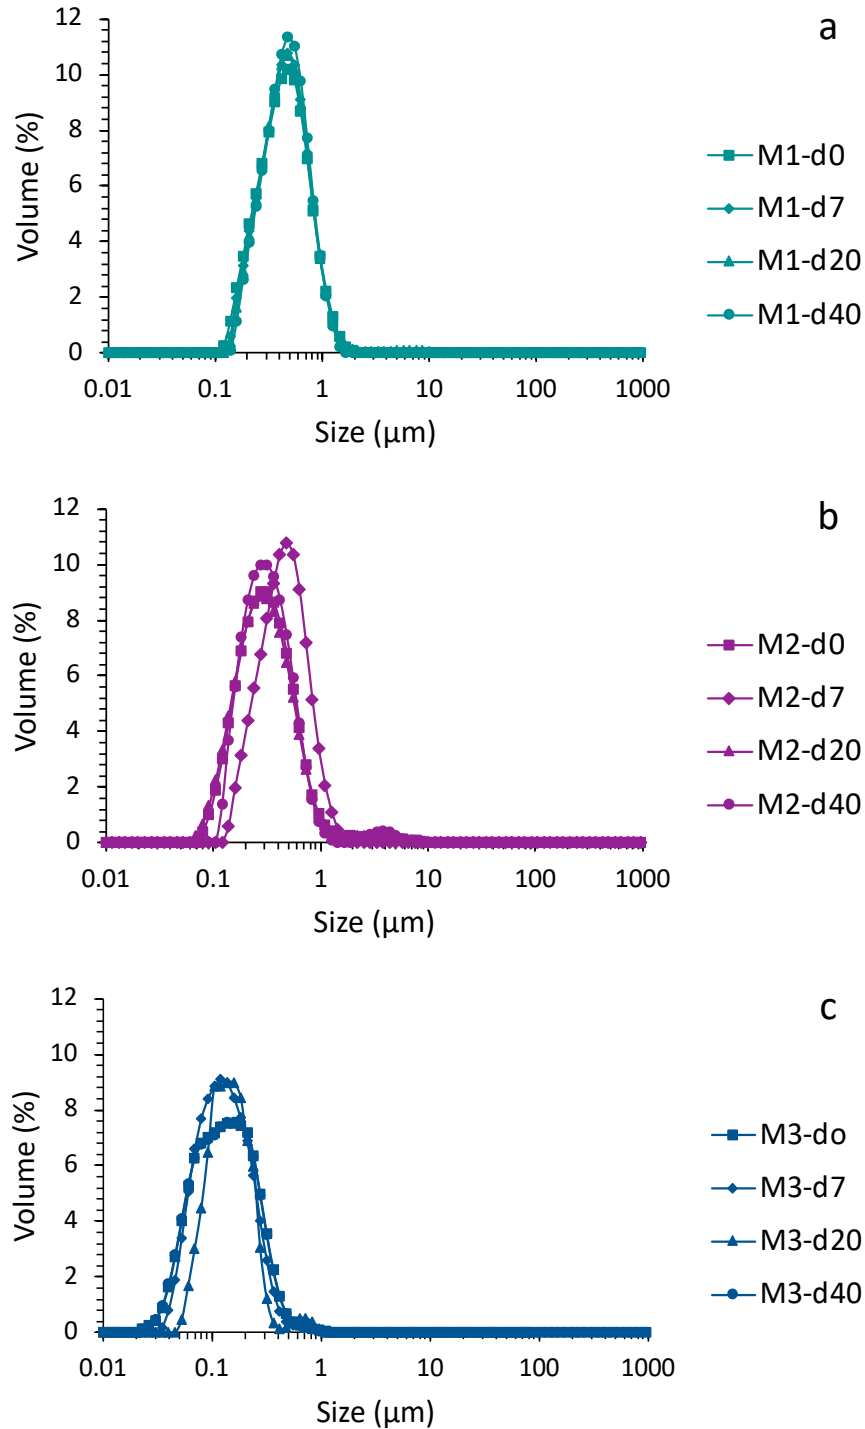 a
12
10
8
6
4
2
0
Volume (%)
0.01 0.1 1 10 100 1000
Size (µm)
M1-d0
M1-d7
M1-d20
M1-d40
b
12
10
8
6
4
2
0
Volume (%)
0.01 0.1 1 10 100 1000
Size (µm)
M2-d0
M2-d7
M2-d20
M2-d40
c
12
10
8
6
4
2
0
Volume (%)
0.01 0.1 1 10 100 1000
Size (µm)
M3-do
M3-d7
M3-d20
M3-d40